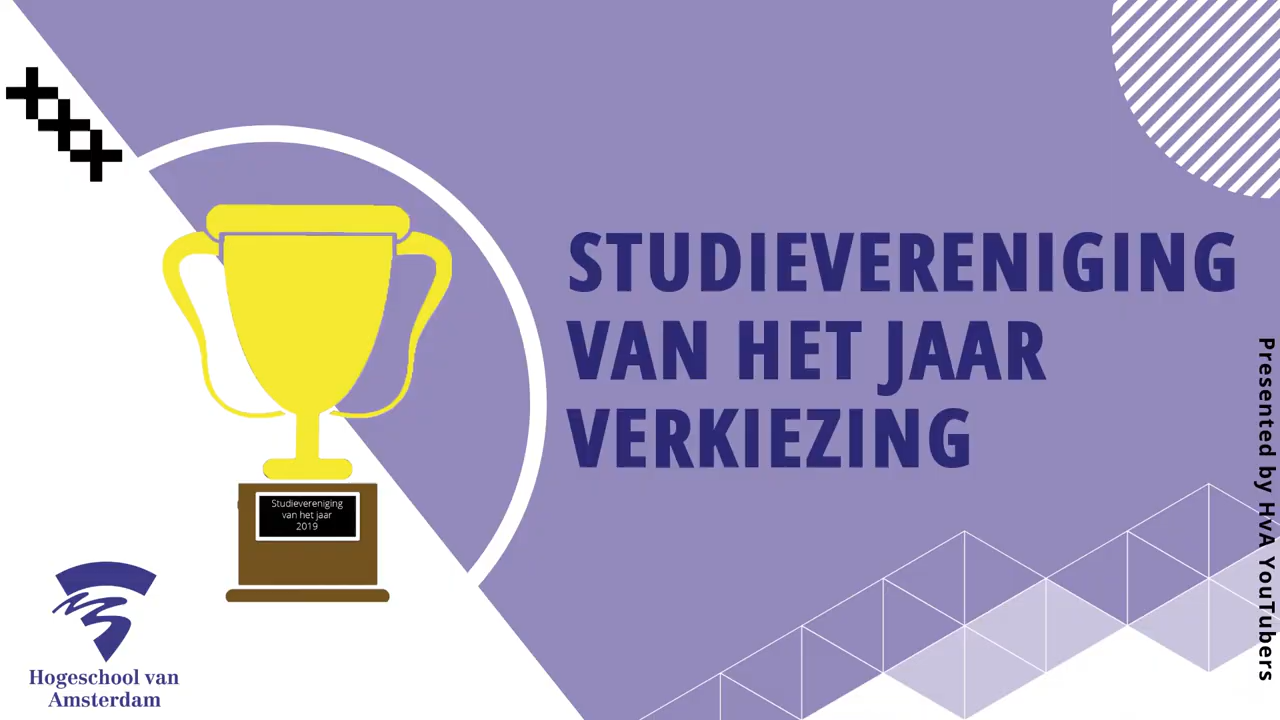 STUDIEVERENIGING
VAN HET JAAR
VERKIEZING
Studievereniging
van het jaar
2019
Hogeschool van
Amsterdam
Presented by HvA YouTubers